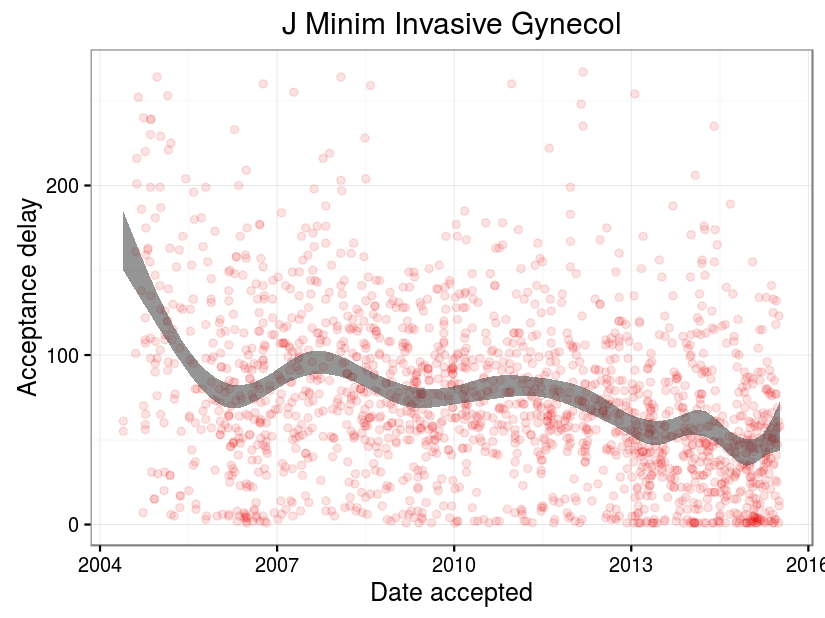 J Minim Invasive Gynecol
Acceptance delay
200
100
0
2004 2007 2010 2013 2016
Date accepted